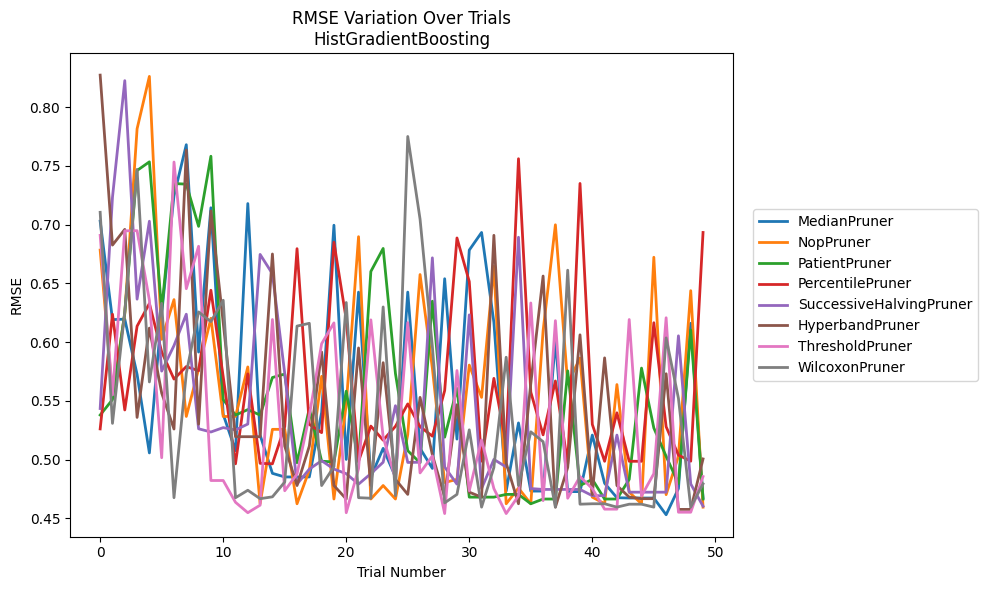 RMSE Variation Over Trials
HistGradientBoosting
RMSE
0.80
0.75
0.70
0.65
0.60
0.55
0.50
0.45
0
10
20
30
40
50
Trial Number
MedianPruner
NopPruner
PatientPruner
PercentilePruner
SuccessiveHalvingPruner
HyperbandPruner
ThresholdPruner
WilcoxonPruner